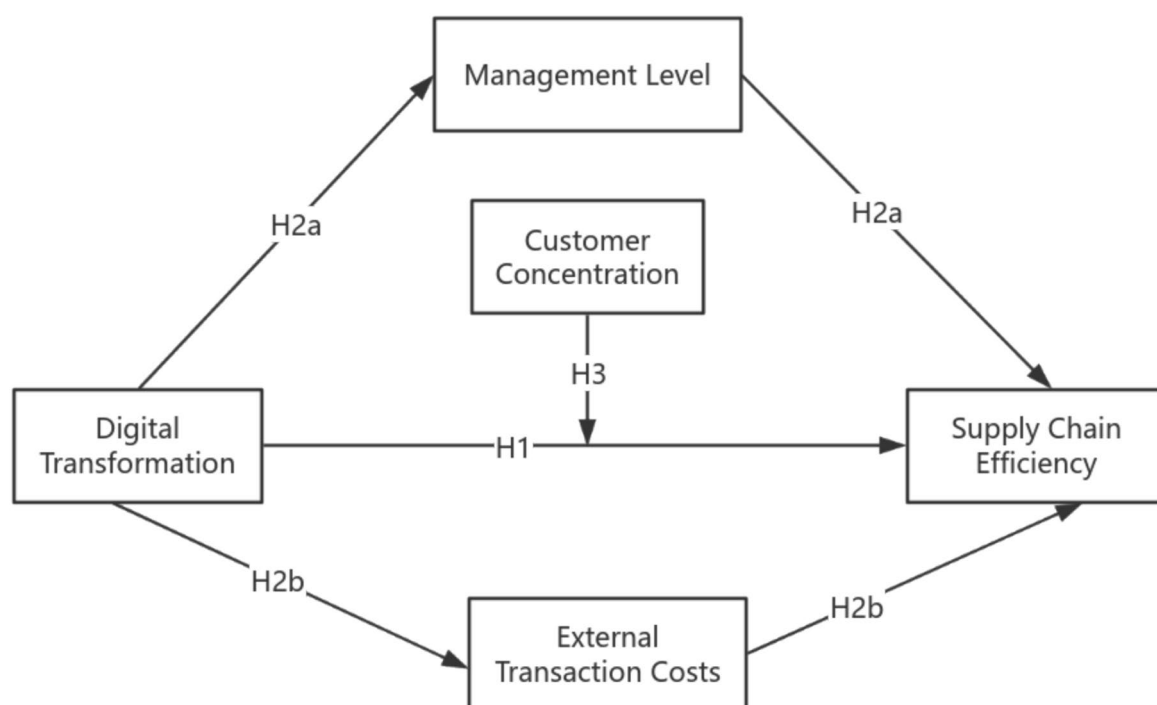 Management Level
H2a
H2a
Customer
Concentration
H3
Digital
Transformation
H1
Supply Chain
Efficiency
H2b
H2b
External
Transaction Costs